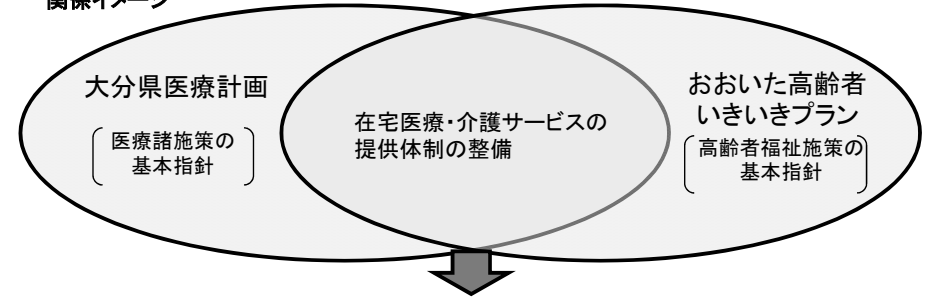 関係イメージ
大分県医療計画
医療諸施策の
基本指針
在宅医療・介護サービスの
提供体制の整備
おおいた高齢者
いきいきプラン
高齢者福祉施策の
基本指針